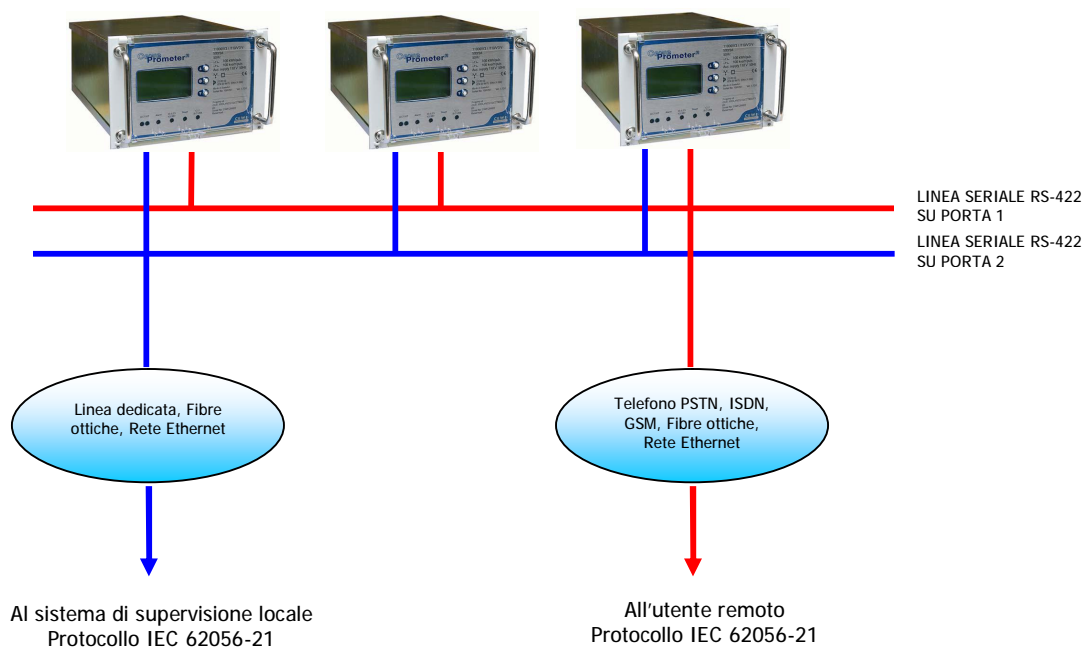 Prometer®
Prometer®
Prometer®
LINEA SERIALE RS-422
SU PORTA 1
LINEA SERIALE RS-422
SU PORTA 2
Linea dedicata, Fibre
ottiche, Rete Ethernet
Telefono PSTN, ISDN,
GSM, Fibre ottiche,
Rete Ethernet
Al sistema di supervisione locale
Protocollo IEC 62056-21
All'utente remoto
Protocollo IEC 62056-21